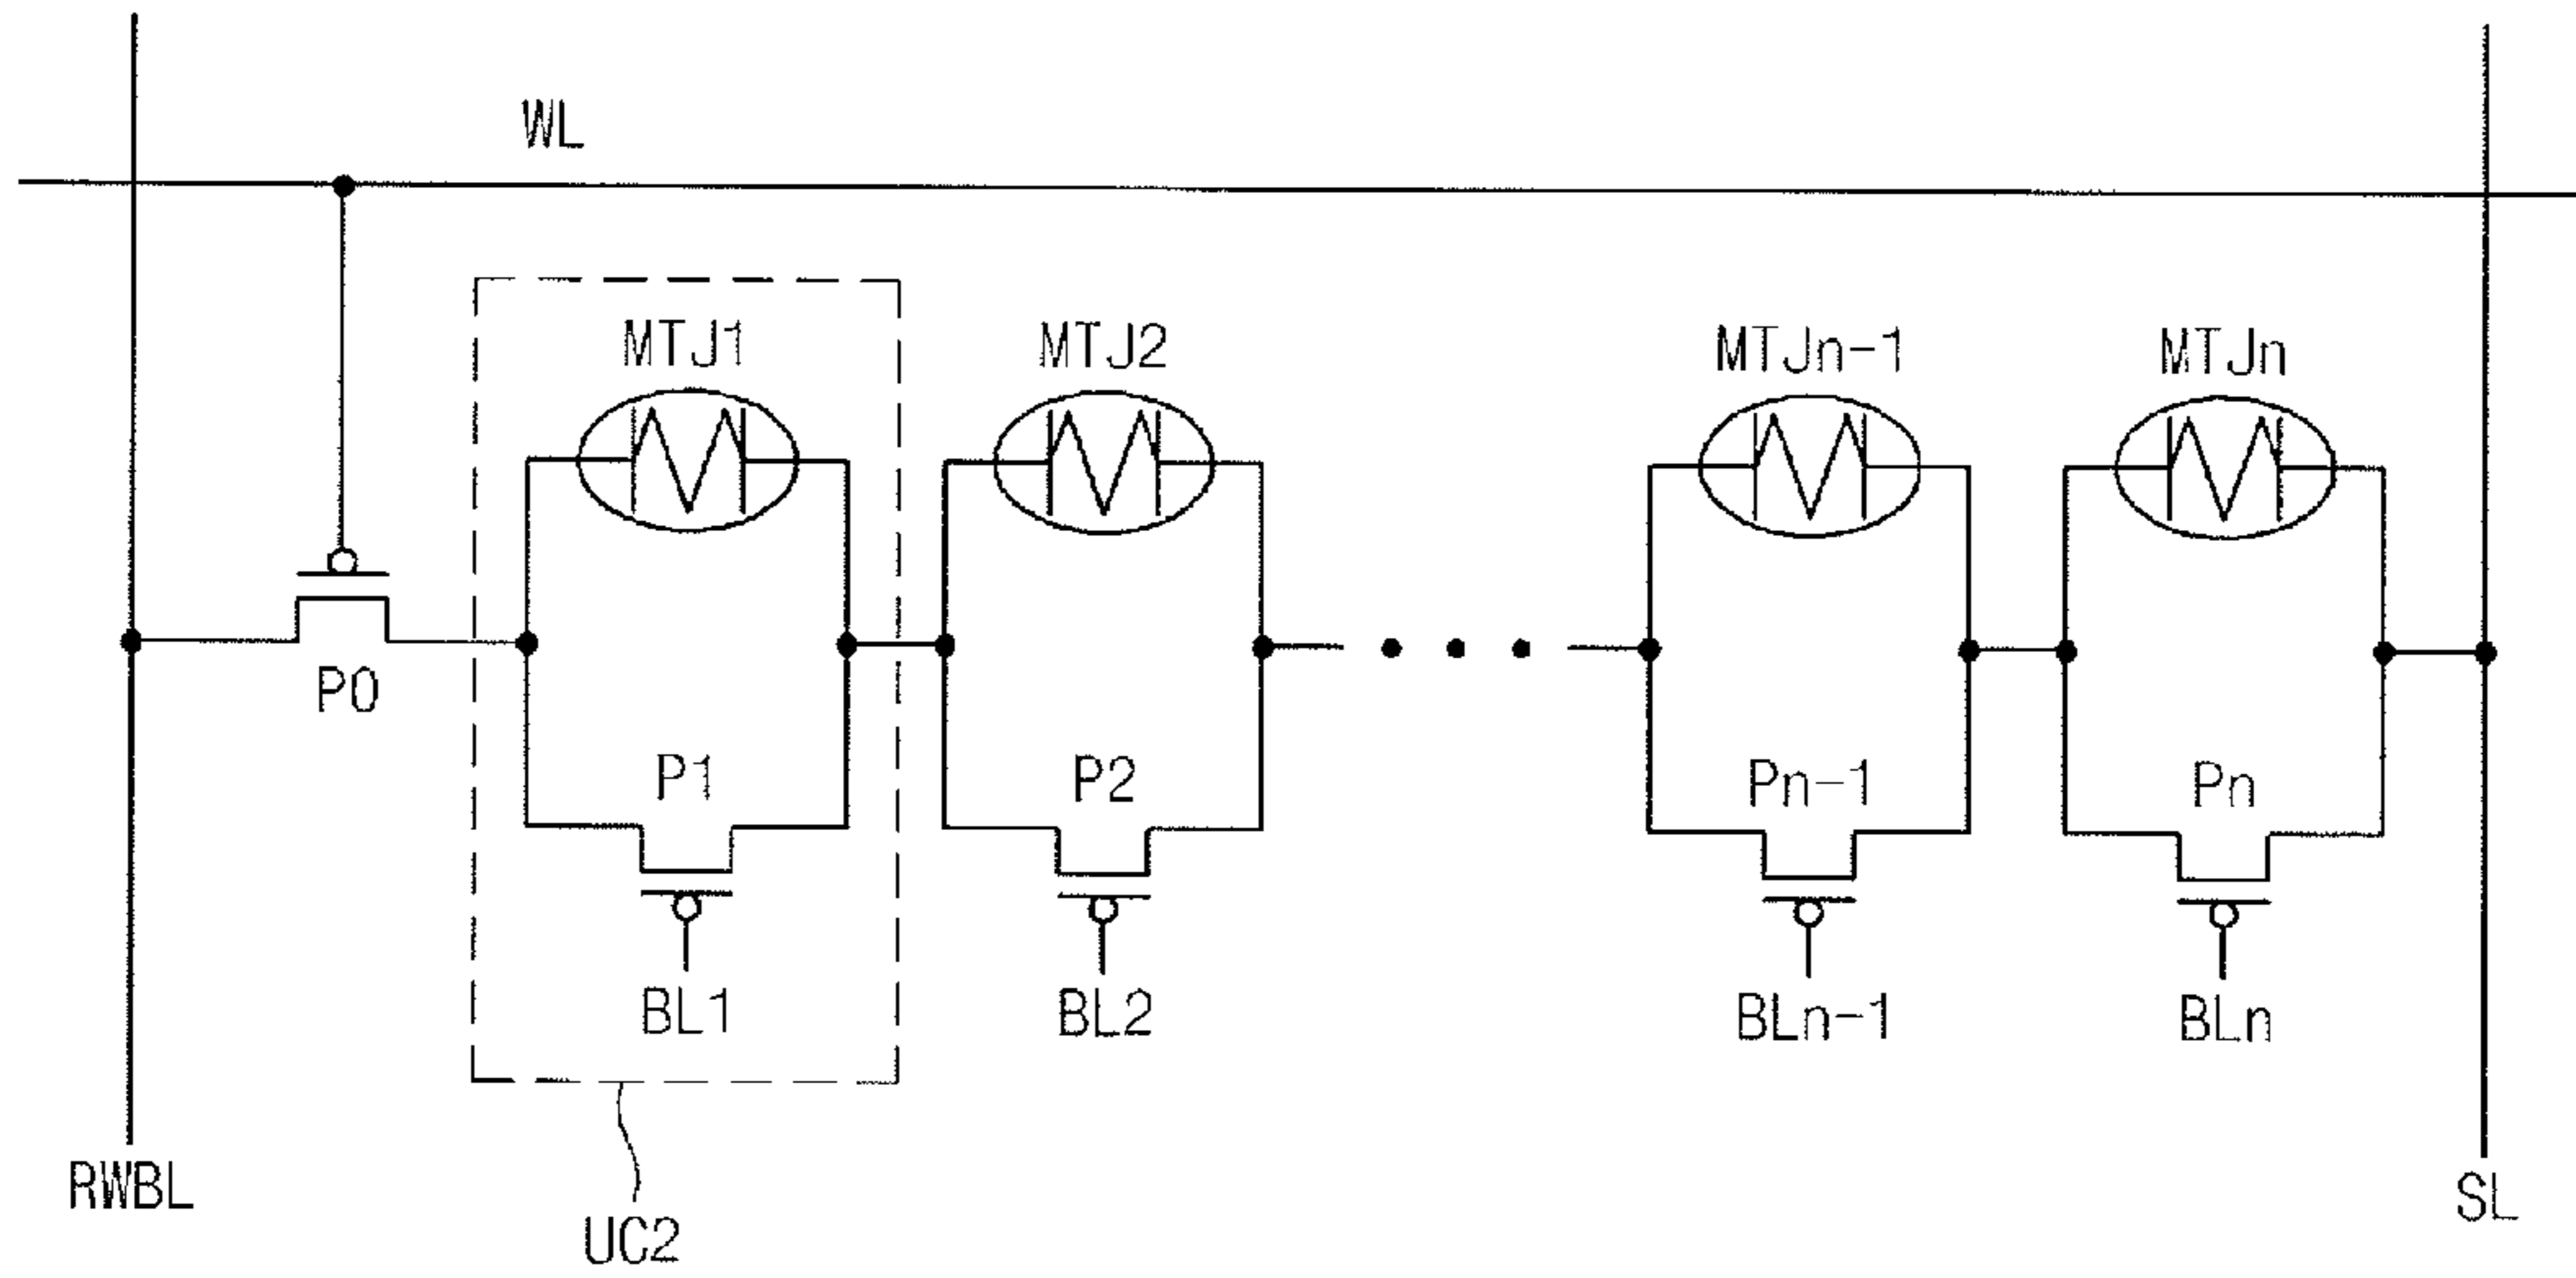 WL
MTJ1
MTJ2
MTJn-1
MTJn
P0
P1
P2
Pn-1
Pn
BL1
BL2
BLn-1
BLn
RWBL
SL
UC2